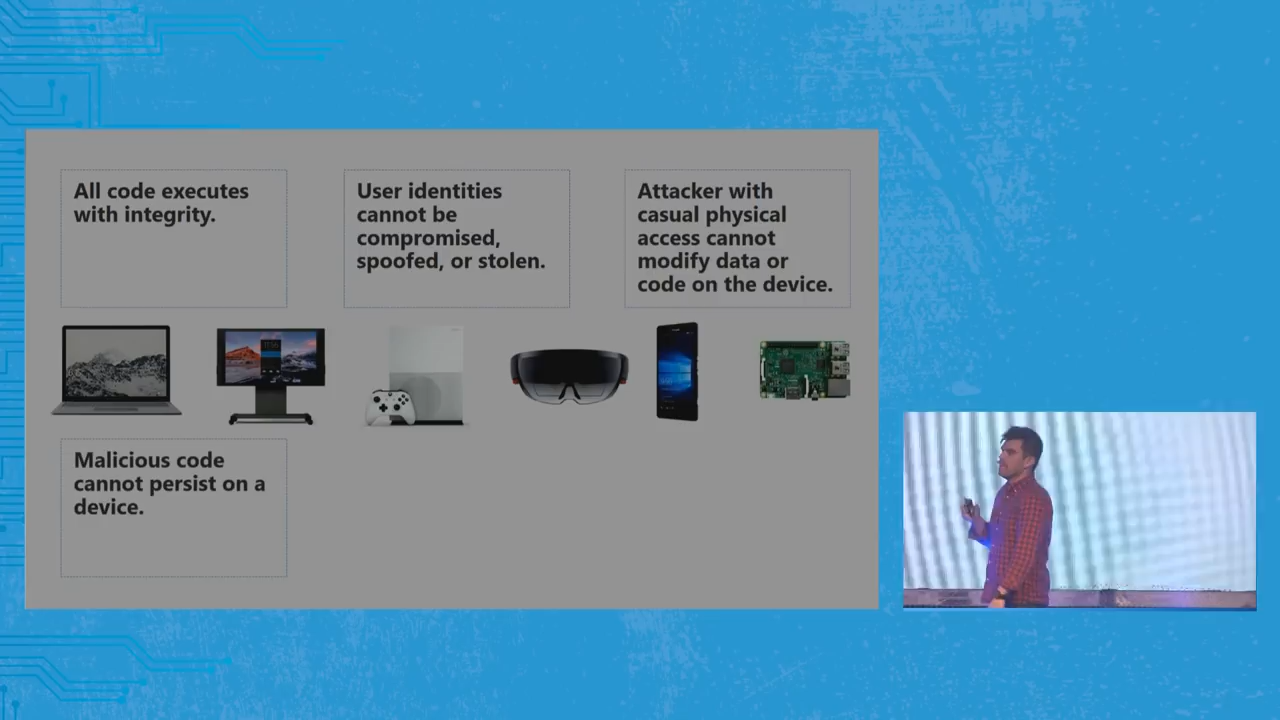 All code executes
with integrity.
User identities
cannot be
compromised,
spoofed, or stolen.
Attacker with
casual physical
access cannot
modify data or
code on the device.
Malicious code
cannot persist on a
device.